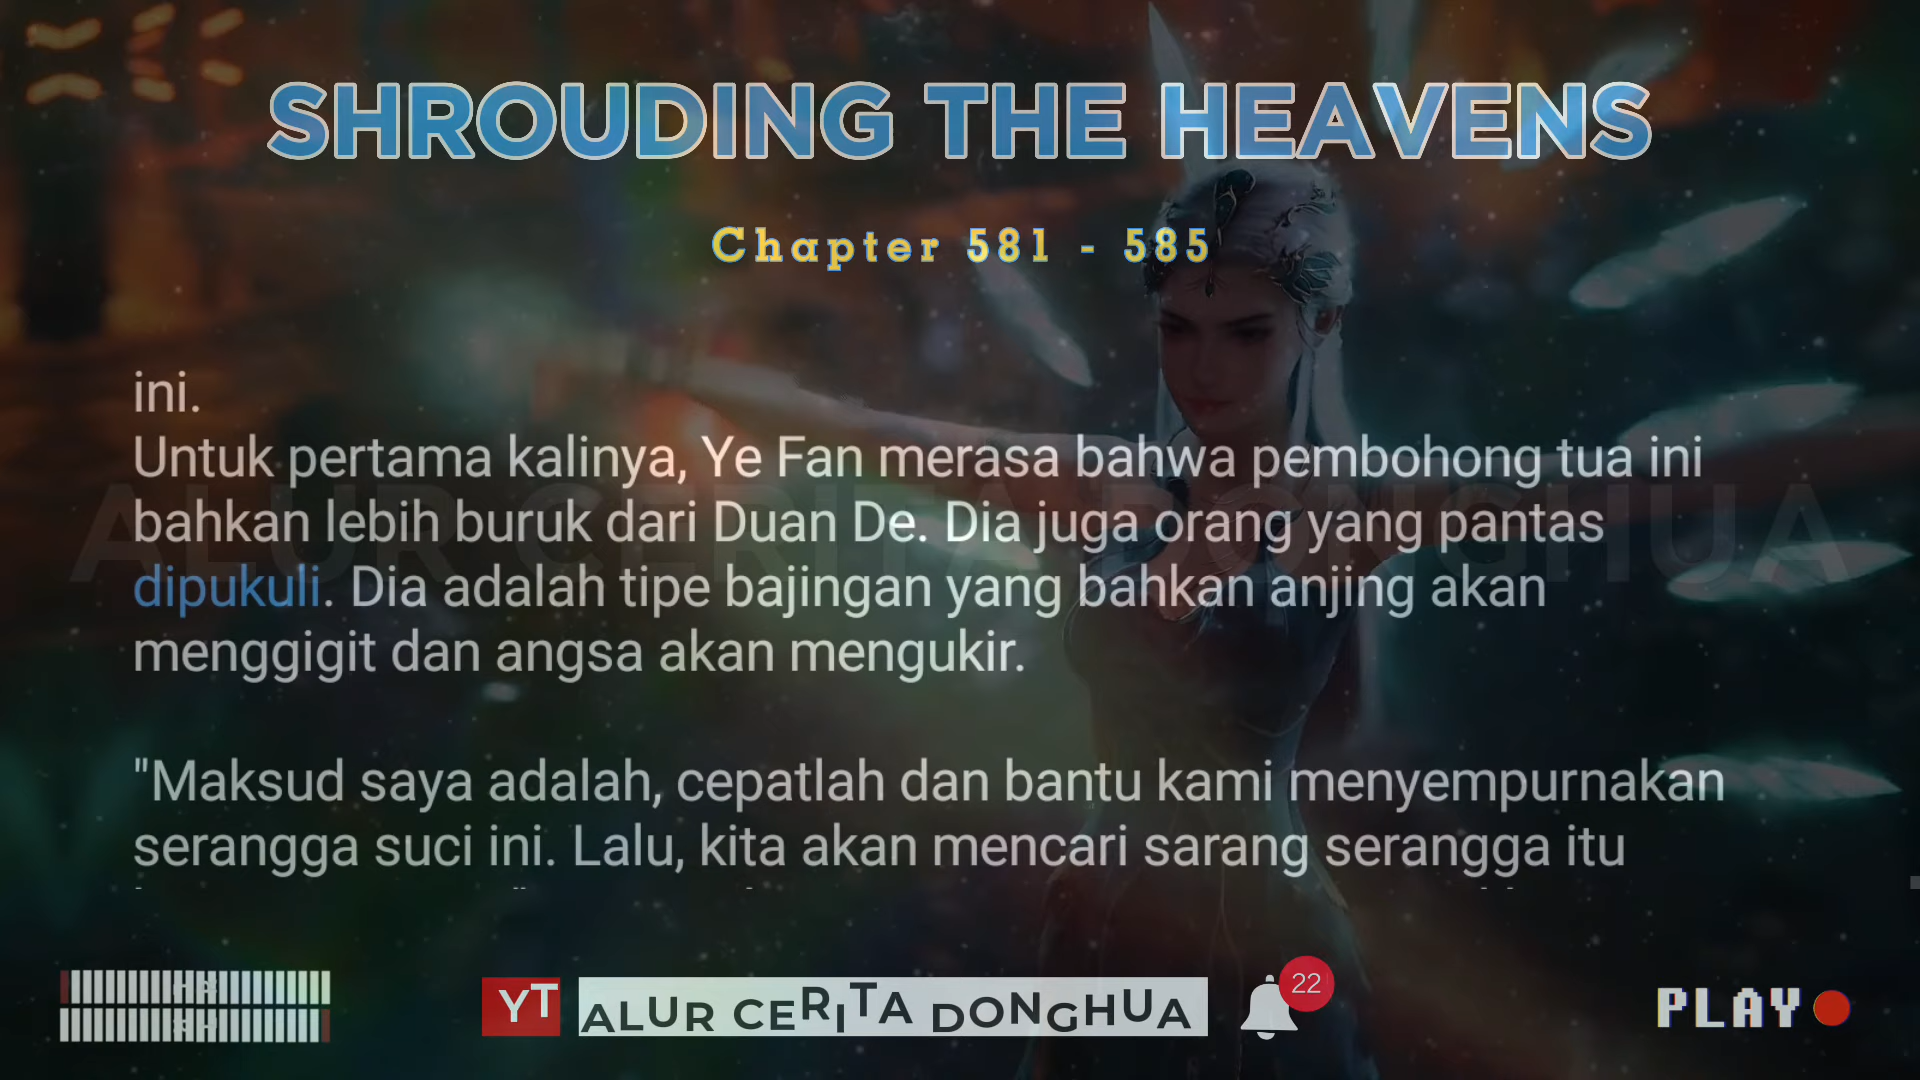 SHROUDING THE HEAVENS
Chapter 581 - 585
ini.
Untuk pertama kalinya, Ye Fan merasa bahwa pembohong tua ini
bahkan lebih buruk dari Duan De. Dia juga orang yang pantas
dipukuli. Dia adalah tipe bajingan yang bahkan anjing akan
menggigit dan angsa akan mengukir.
"Maksud saya adalah, cepatlah dan bantu kami menyempurnakan
serangga suci ini. Lalu, kita akan mencari sarang serangga itu
ALUR CERITA DONGHUA
YT ALUR CERITA DONGHUA 22
PLAY